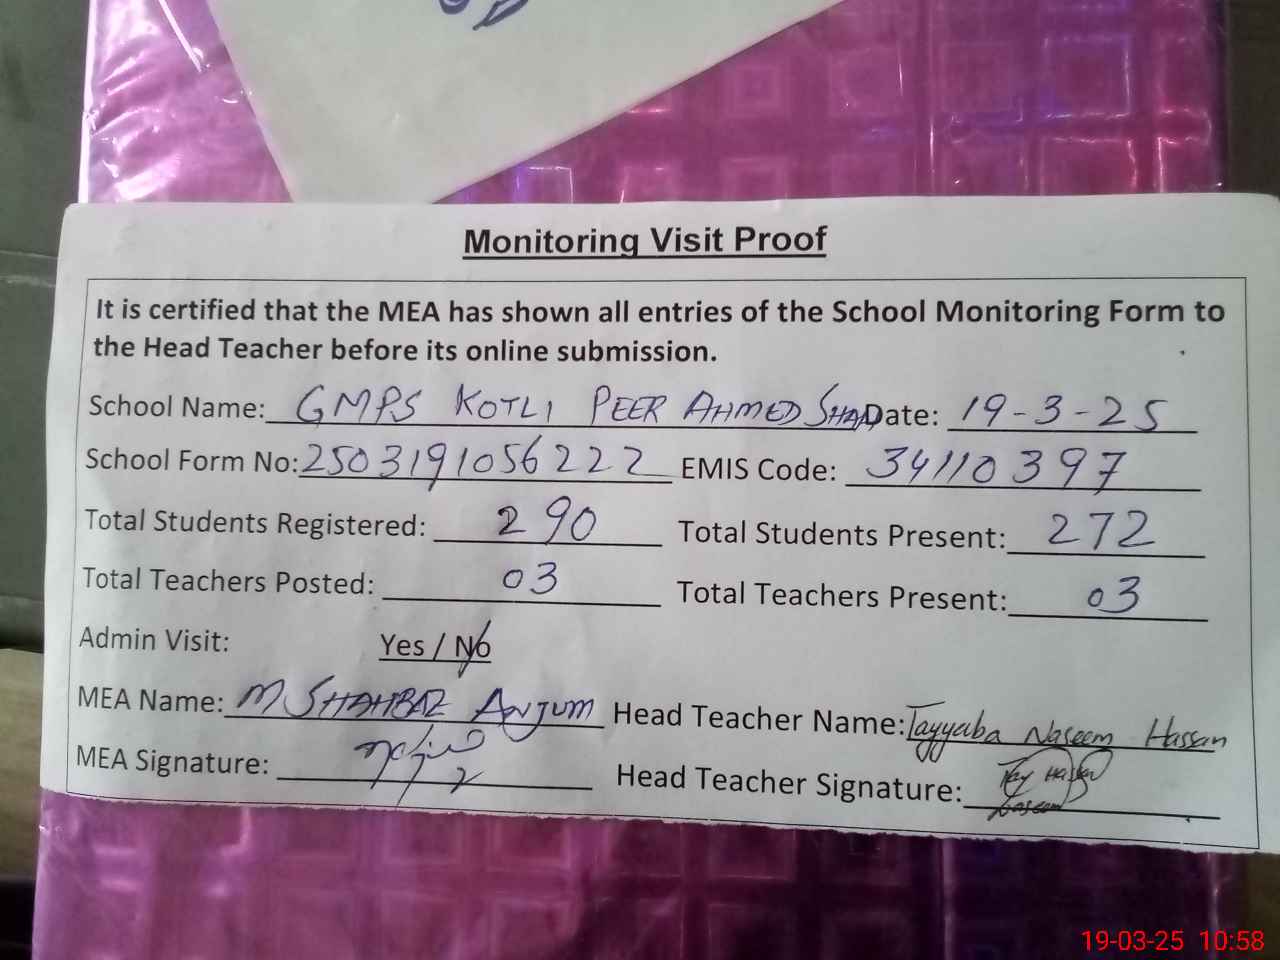 Monitoring Visit Proof
It is certified that the MEA has shown all entries of the School Monitoring Form to
the Head Teacher before its online submission.
School Name: GMPS KOTLI PEER AHMED SHAH Date: 19-3-25
School Form No: 2503191056222 EMIS Code: 34110397
Total Students Registered: 290 Total Students Present: 272
Total Teachers Posted: 03 Total Teachers Present: 03
Admin Visit: Yes / No
MEA Name: M SHAHBAZ ANJUM Head Teacher Name: Tayyaba Naseem Hassan
MEA Signature: Head Teacher Signature:
19-03-25 10:58